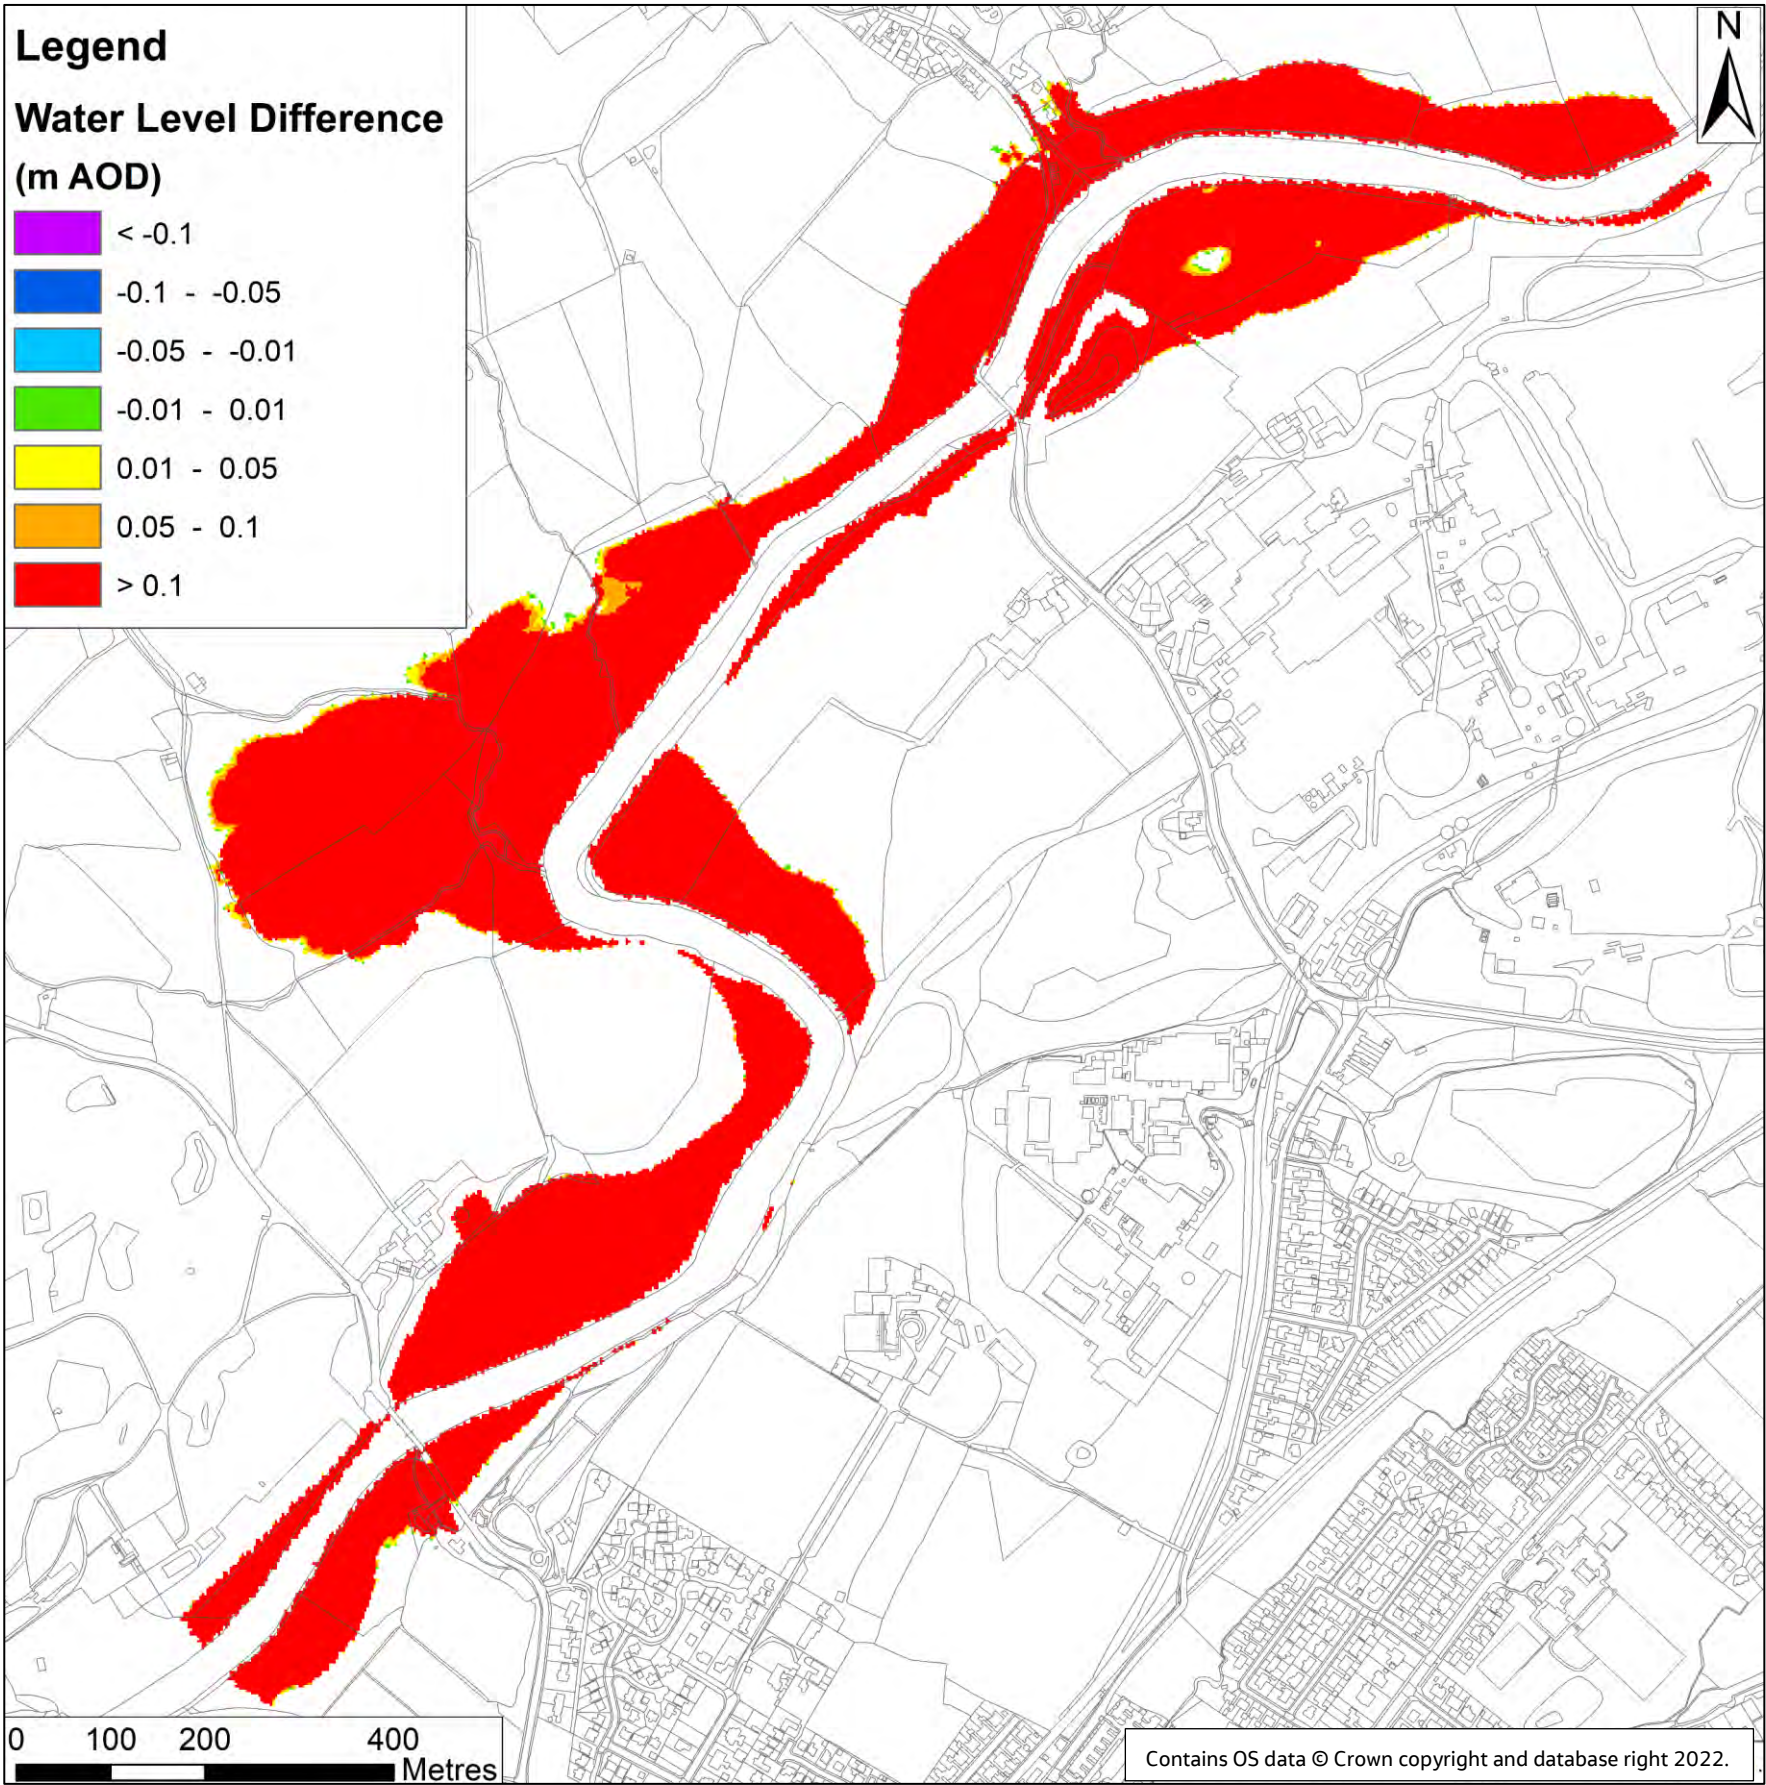 Legend
Water Level Difference
(m AOD)
< -0.1
-0.1 - -0.05
-0.05 - -0.01
-0.01 - 0.01
0.01 - 0.05
0.05 - 0.1
> 0.1
N
0 100 200 400
Metres
Contains OS data © Crown copyright and database right 2022.